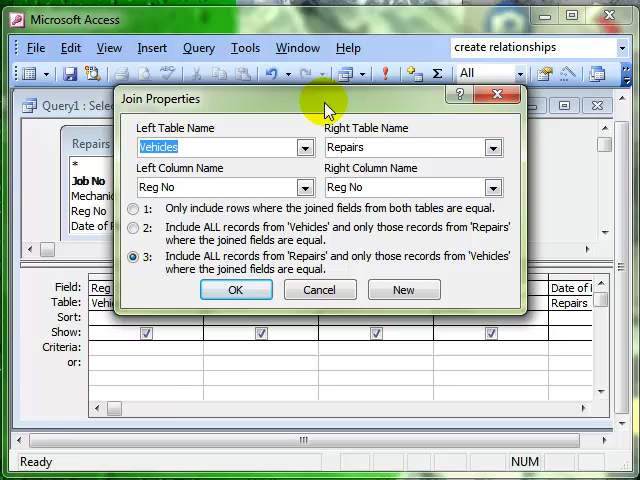 Microsoft Access
File Edit View Insert Query Tools Window Help create relationships
Σ All
Query1 : Selec
Join Properties
?
Left Table Name Right Table Name
Vehicles Repairs
Left Column Name Right Column Name
Reg No Reg No
1: Only include rows where the joined fields from both tables are equal.
2: Include ALL records from 'Vehicles' and only those records from 'Repairs'
where the joined fields are equal.
3: Include ALL records from 'Repairs' and only those records from 'Vehicles'
where the joined fields are equal.
OK Cancel New
Repairs
*
Job No
Mechanic
Reg No
Date of R
Field: Reg Date of
Table: Vehic Repairs
Sort:
Show:
Criteria:
or:
Ready NUM